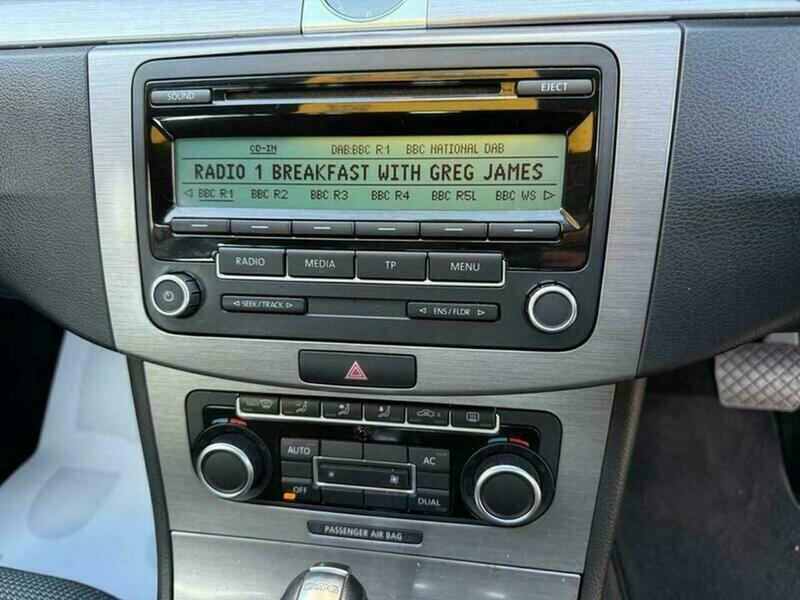 SOUND EJECT
CD-IN DAB:BBC R1 BBC NATIONAL DAB
RADIO 1 BREAKFAST WITH GREG JAMES
◁ BBC R1 BBC R2 BBC R3 BBC R4 BBC R5L BBC WS ▷
RADIO MEDIA TP MENU
◁ SEEK/TRACK ▷ ◁ ENS/FLDR ▷
MAX A
AUTO AC
OFF DUAL
PASSENGER AIR BAG
DSG